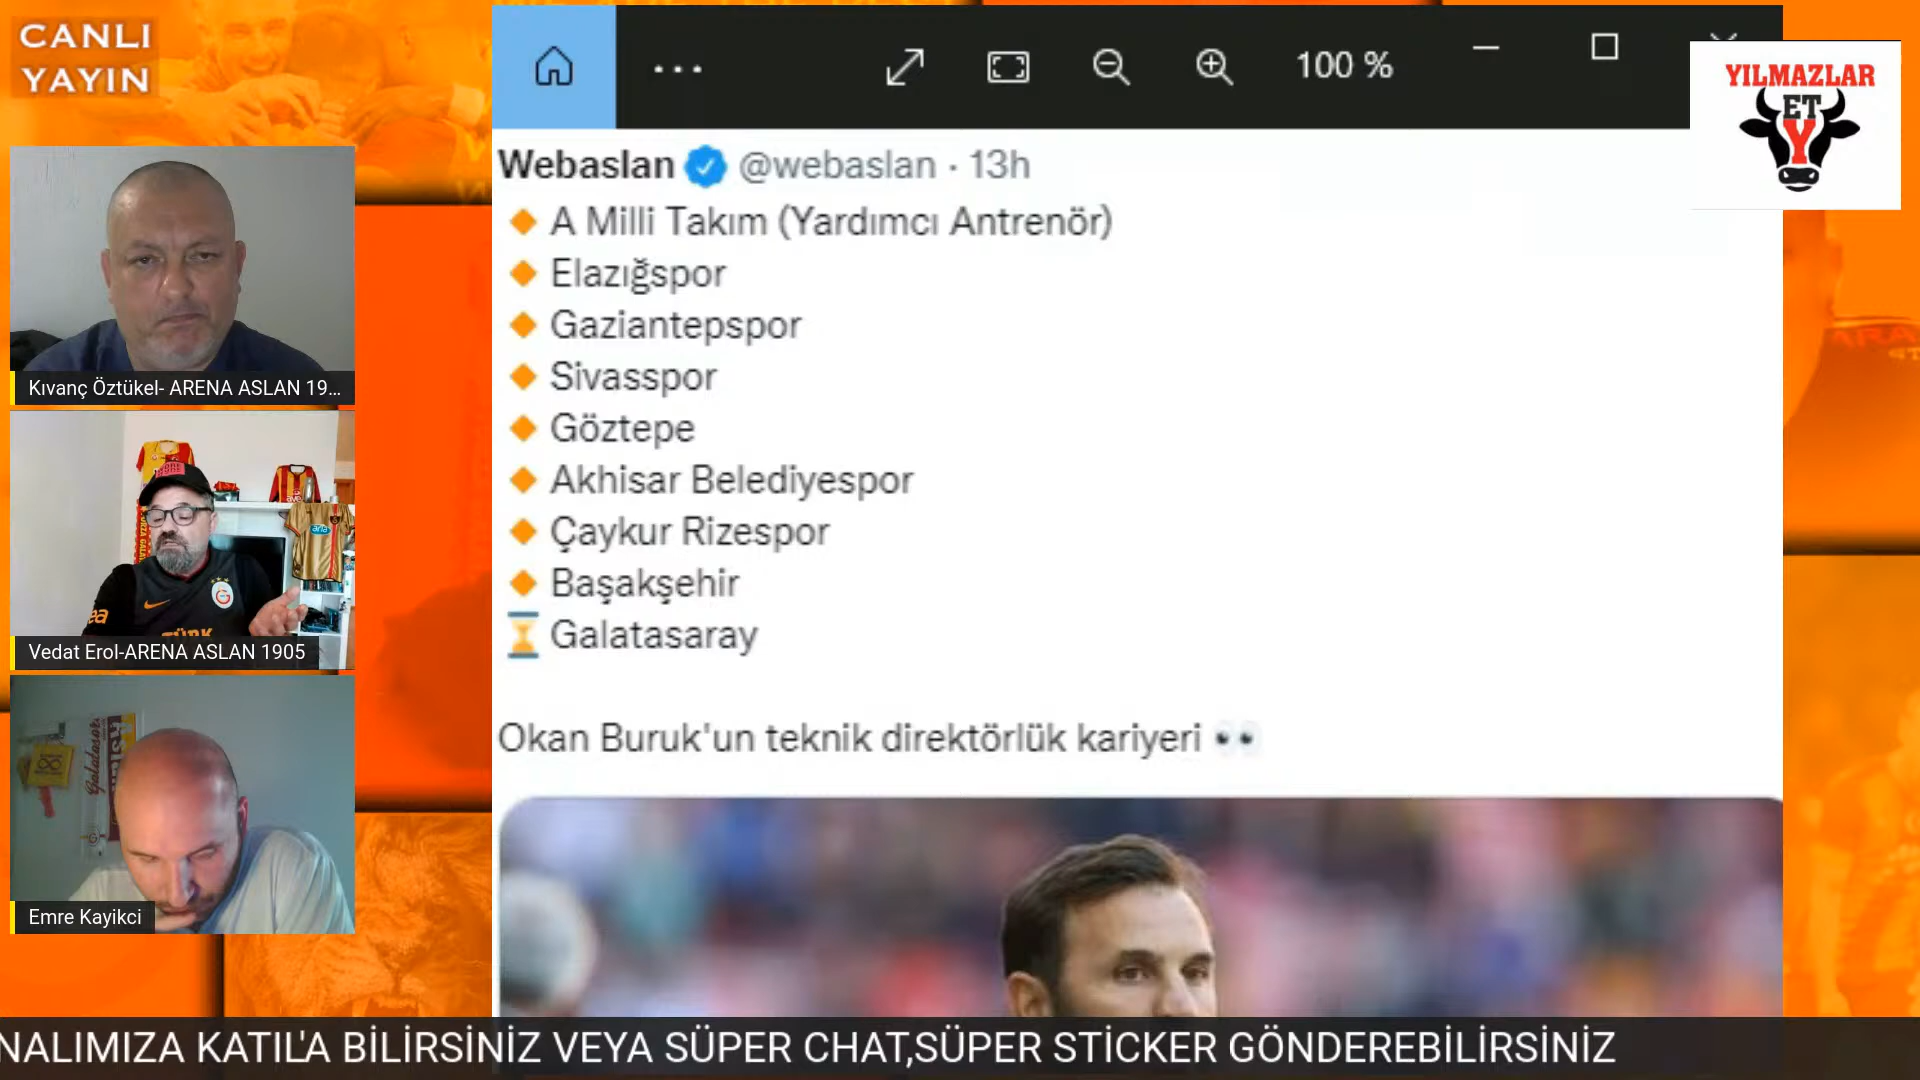 CANLI
YAYIN
100 %
YILMAZLAR
ET
Y
Webaslan @webaslan · 13h
A Milli Takım (Yardımcı Antrenör)
Elazığspor
Gaziantepspor
Sivasspor
Göztepe
Akhisar Belediyespor
Çaykur Rizespor
Başakşehir
Galatasaray
Okan Buruk'un teknik direktörlük kariyeri 👀
Kıvanç Öztükel- ARENA ASLAN 19...
Vedat Erol-ARENA ASLAN 1905
Emre Kayikci
NALIMIZA KATIL'A BİLİRSİNİZ VEYA SÜPER CHAT,SÜPER STİCKER GÖNDEREBİLİRSİNİZ